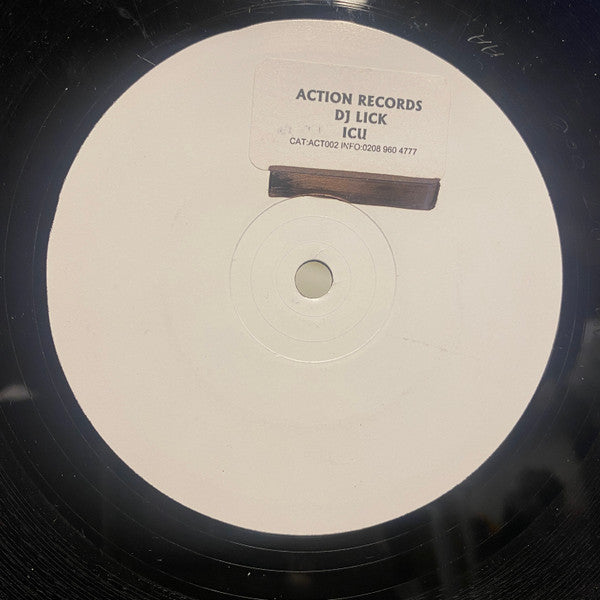 ACTION RECORDS
DJ LICK
ICU
CAT:ACT002 INFO:0208 960 4777